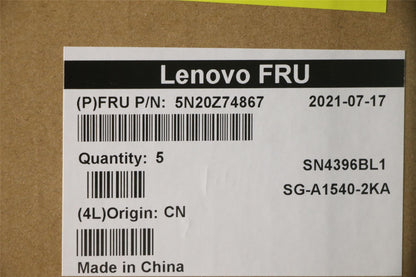 Lenovo FRU
(P)FRU P/N: 5N20Z74867 2021-07-17
Quantity: 5
SN4396BL1
SG-A1540-2KA
(4L)Origin: CN
Made in China